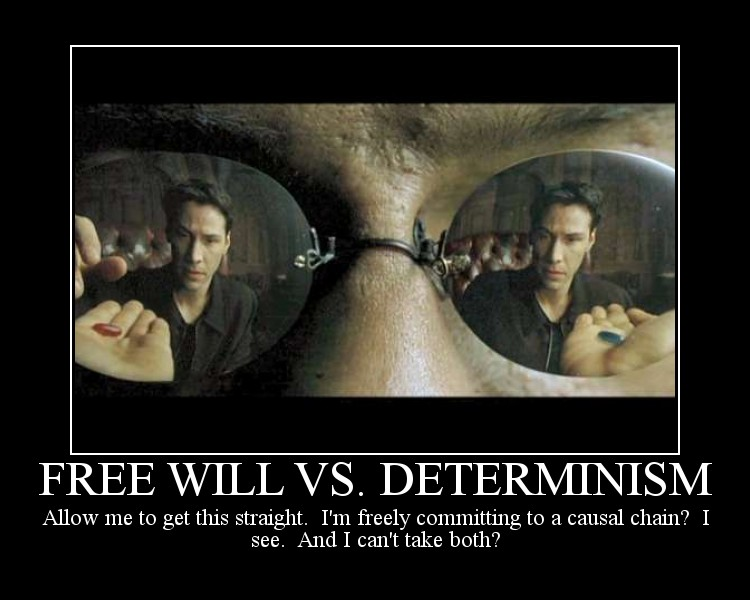 FREE WILL VS. DETERMINISM
Allow me to get this straight.  I'm freely committing to a causal chain?  I
see.  And I can't take both?